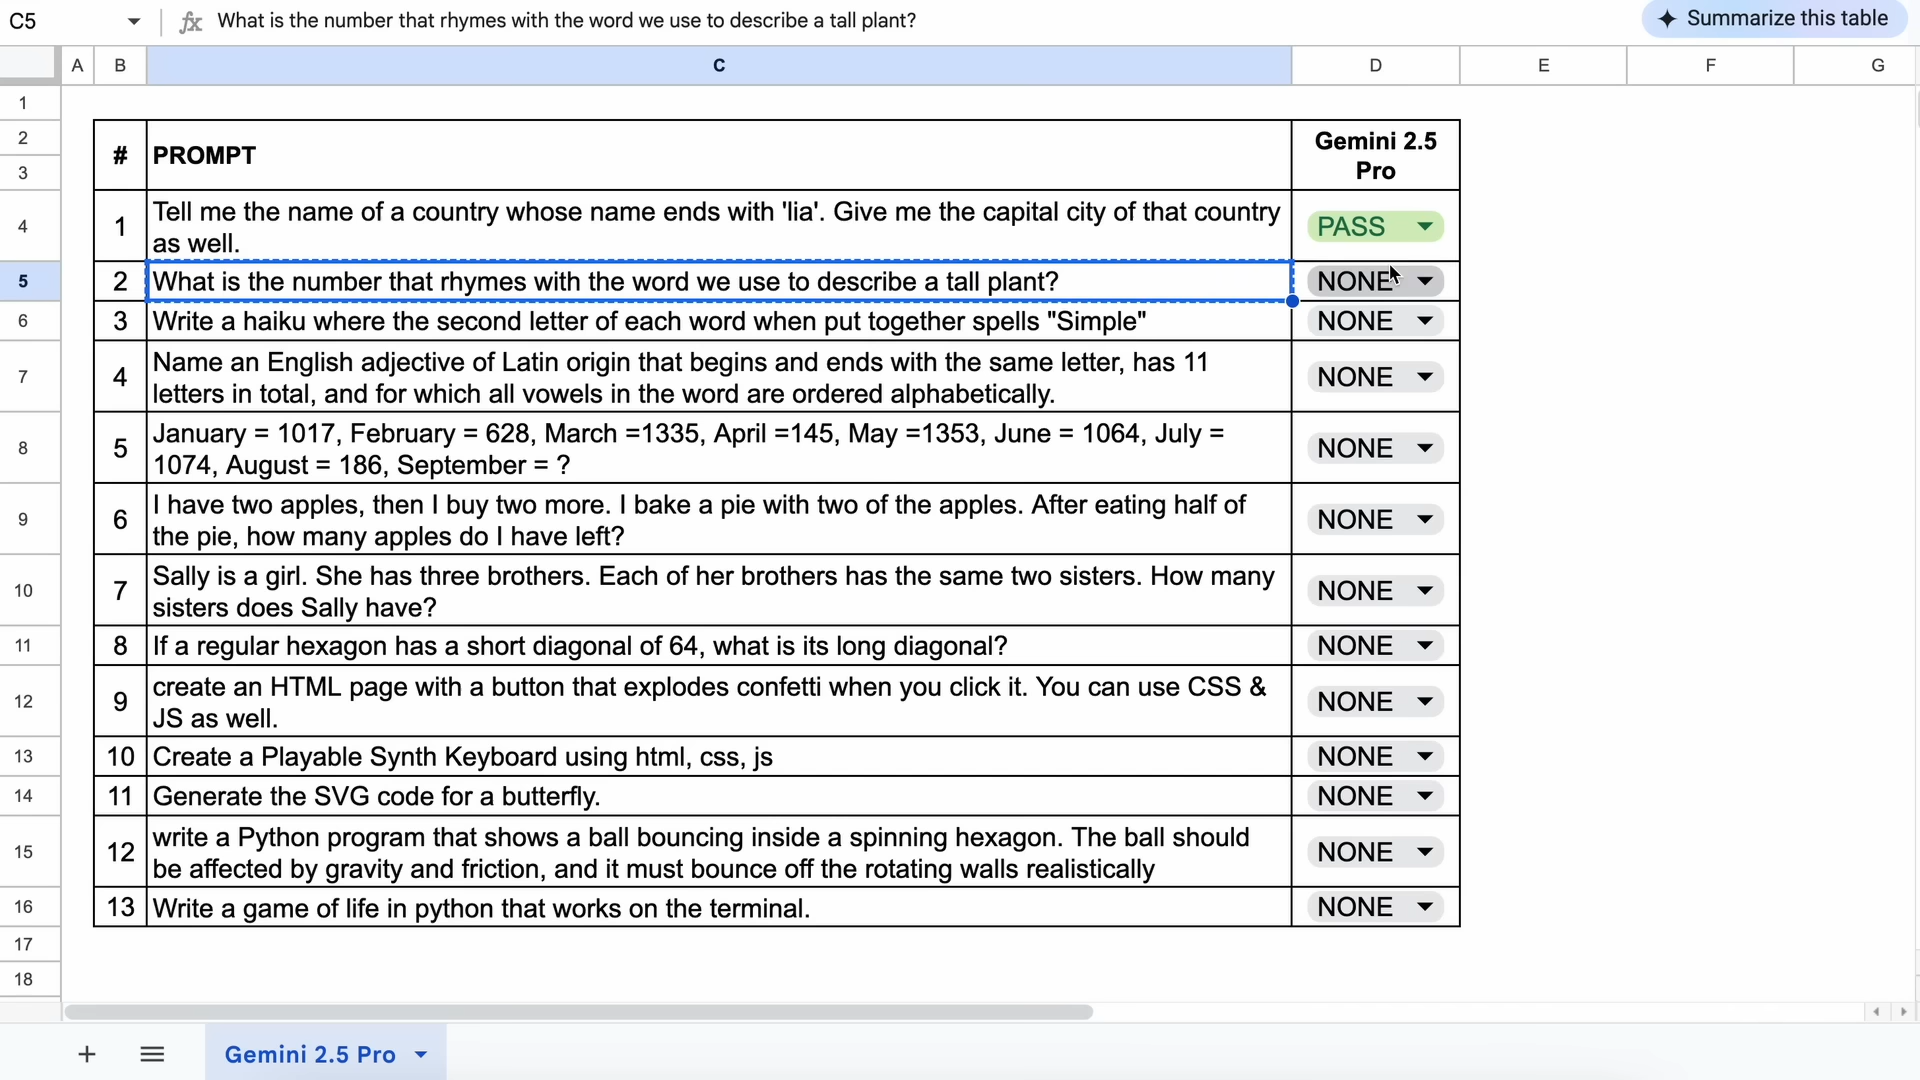 C5
fx
What is the number that rhymes with the word we use to describe a tall plant?
Summarize this table
A B C D E F G
1
2
3
4
5
6
7
8
9
10
11
12
13
14
15
16
17
18
# PROMPT Gemini 2.5
Pro
1 Tell me the name of a country whose name ends with 'lia'. Give me the capital city of that country
as well.
PASS
2 What is the number that rhymes with the word we use to describe a tall plant? NONE
3 Write a haiku where the second letter of each word when put together spells "Simple" NONE
4 Name an English adjective of Latin origin that begins and ends with the same letter, has 11
letters in total, and for which all vowels in the word are ordered alphabetically.
NONE
5 January = 1017, February = 628, March =1335, April =145, May =1353, June = 1064, July =
1074, August = 186, September = ?
NONE
6 I have two apples, then I buy two more. I bake a pie with two of the apples. After eating half of
the pie, how many apples do I have left?
NONE
7 Sally is a girl. She has three brothers. Each of her brothers has the same two sisters. How many
sisters does Sally have?
NONE
8 If a regular hexagon has a short diagonal of 64, what is its long diagonal? NONE
9 create an HTML page with a button that explodes confetti when you click it. You can use CSS &
JS as well.
NONE
10 Create a Playable Synth Keyboard using html, css, js NONE
11 Generate the SVG code for a butterfly. NONE
12 write a Python program that shows a ball bouncing inside a spinning hexagon. The ball should
be affected by gravity and friction, and it must bounce off the rotating walls realistically
NONE
13 Write a game of life in python that works on the terminal. NONE
Gemini 2.5 Pro